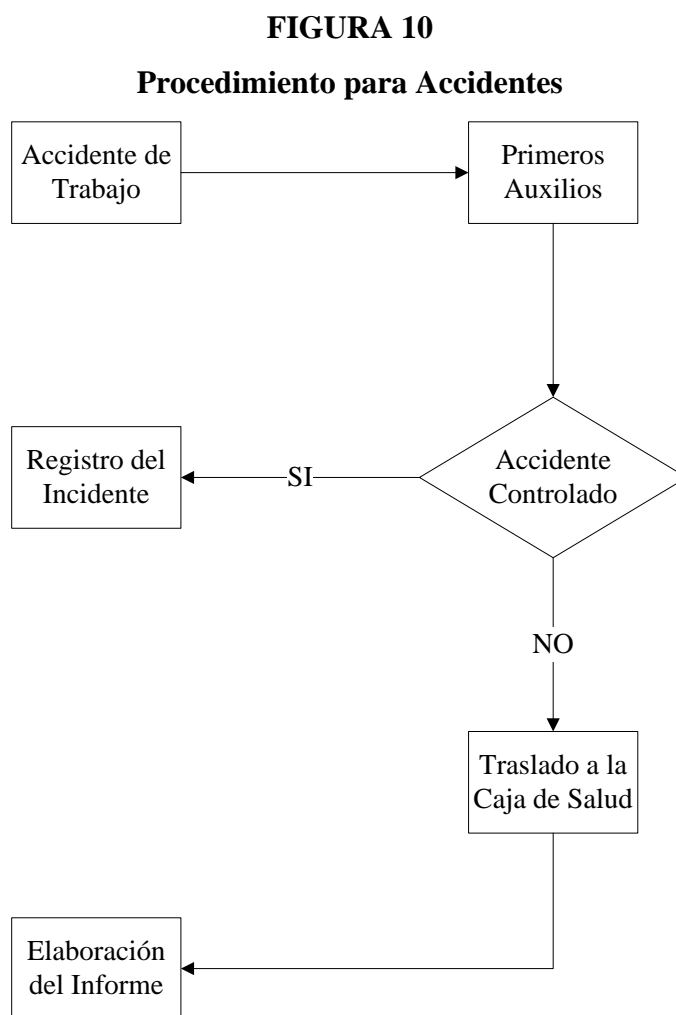 FIGURA 10
Procedimiento para Accidentes
Accidente de
Trabajo
Primeros
Auxilios
Accidente
Controlado
SI
Registro del
Incidente
NO
Traslado a la
Caja de Salud
Elaboración
del Informe